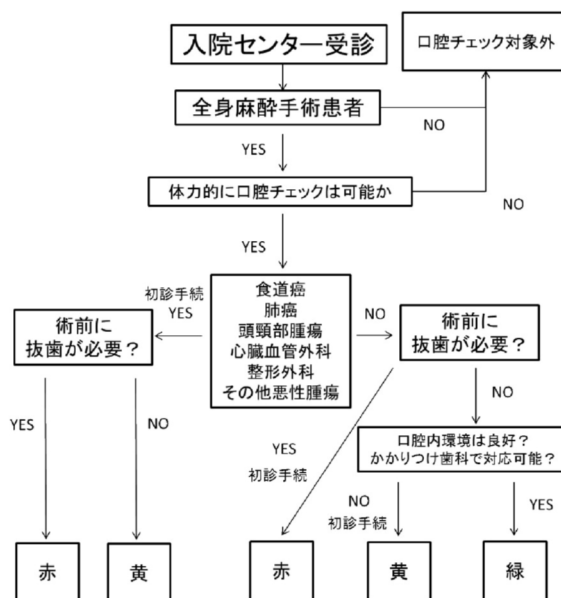 入院センター受診
口腔チェック対象外
全身麻酔手術患者
NO
YES
体力的に口腔チェックは可能か
NO
YES
食道癌
肺癌
頭頸部腫瘍
心臓血管外科
整形外科
その他悪性腫瘍
初診手続
YES
NO
術前に
抜歯が必要?
術前に
抜歯が必要?
YES
NO
YES
初診手続
NO
口腔内環境は良好?
かかりつけ歯科で対応可能?
NO
初診手続
YES
赤
黄
赤
黄
緑